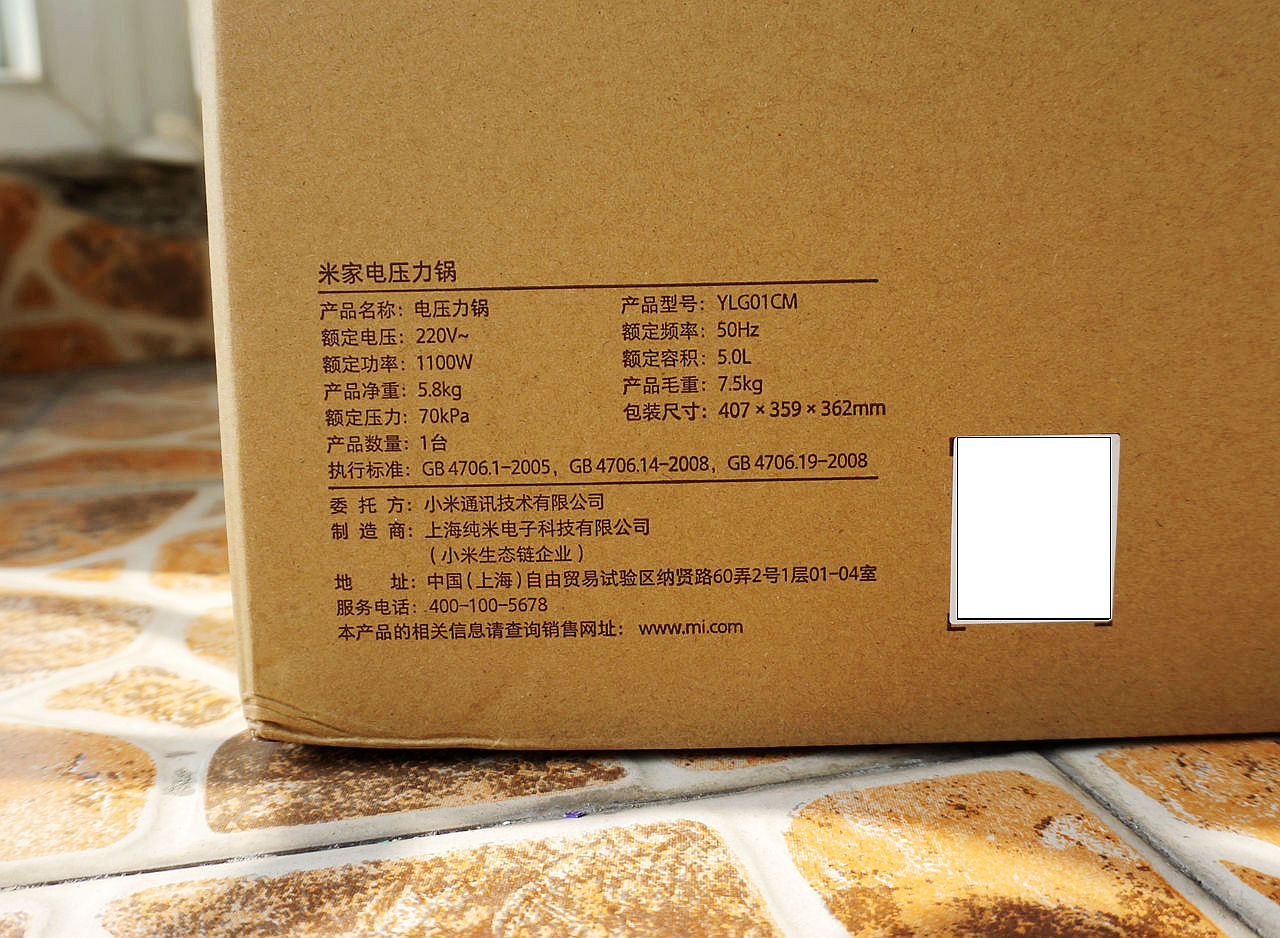 米家电压力锅
产品名称：电压力锅 产品型号：YLG01CM
额定电压：220V~ 额定频率：50Hz
额定功率：1100W 额定容积：5.0L
产品净重：5.8kg 产品毛重：7.5kg
额定压力：70kPa 包装尺寸：407 × 359 × 362mm
产品数量：1台
执行标准：GB 4706.1-2005，GB 4706.14-2008，GB 4706.19-2008
委 托 方：小米通讯技术有限公司
制 造 商：上海纯米电子科技有限公司
（小米生态链企业）
地 址：中国（上海）自由贸易试验区纳贤路60弄2号1层01-04室
服务电话：400-100-5678
本产品的相关信息请查询销售网址：www.mi.com